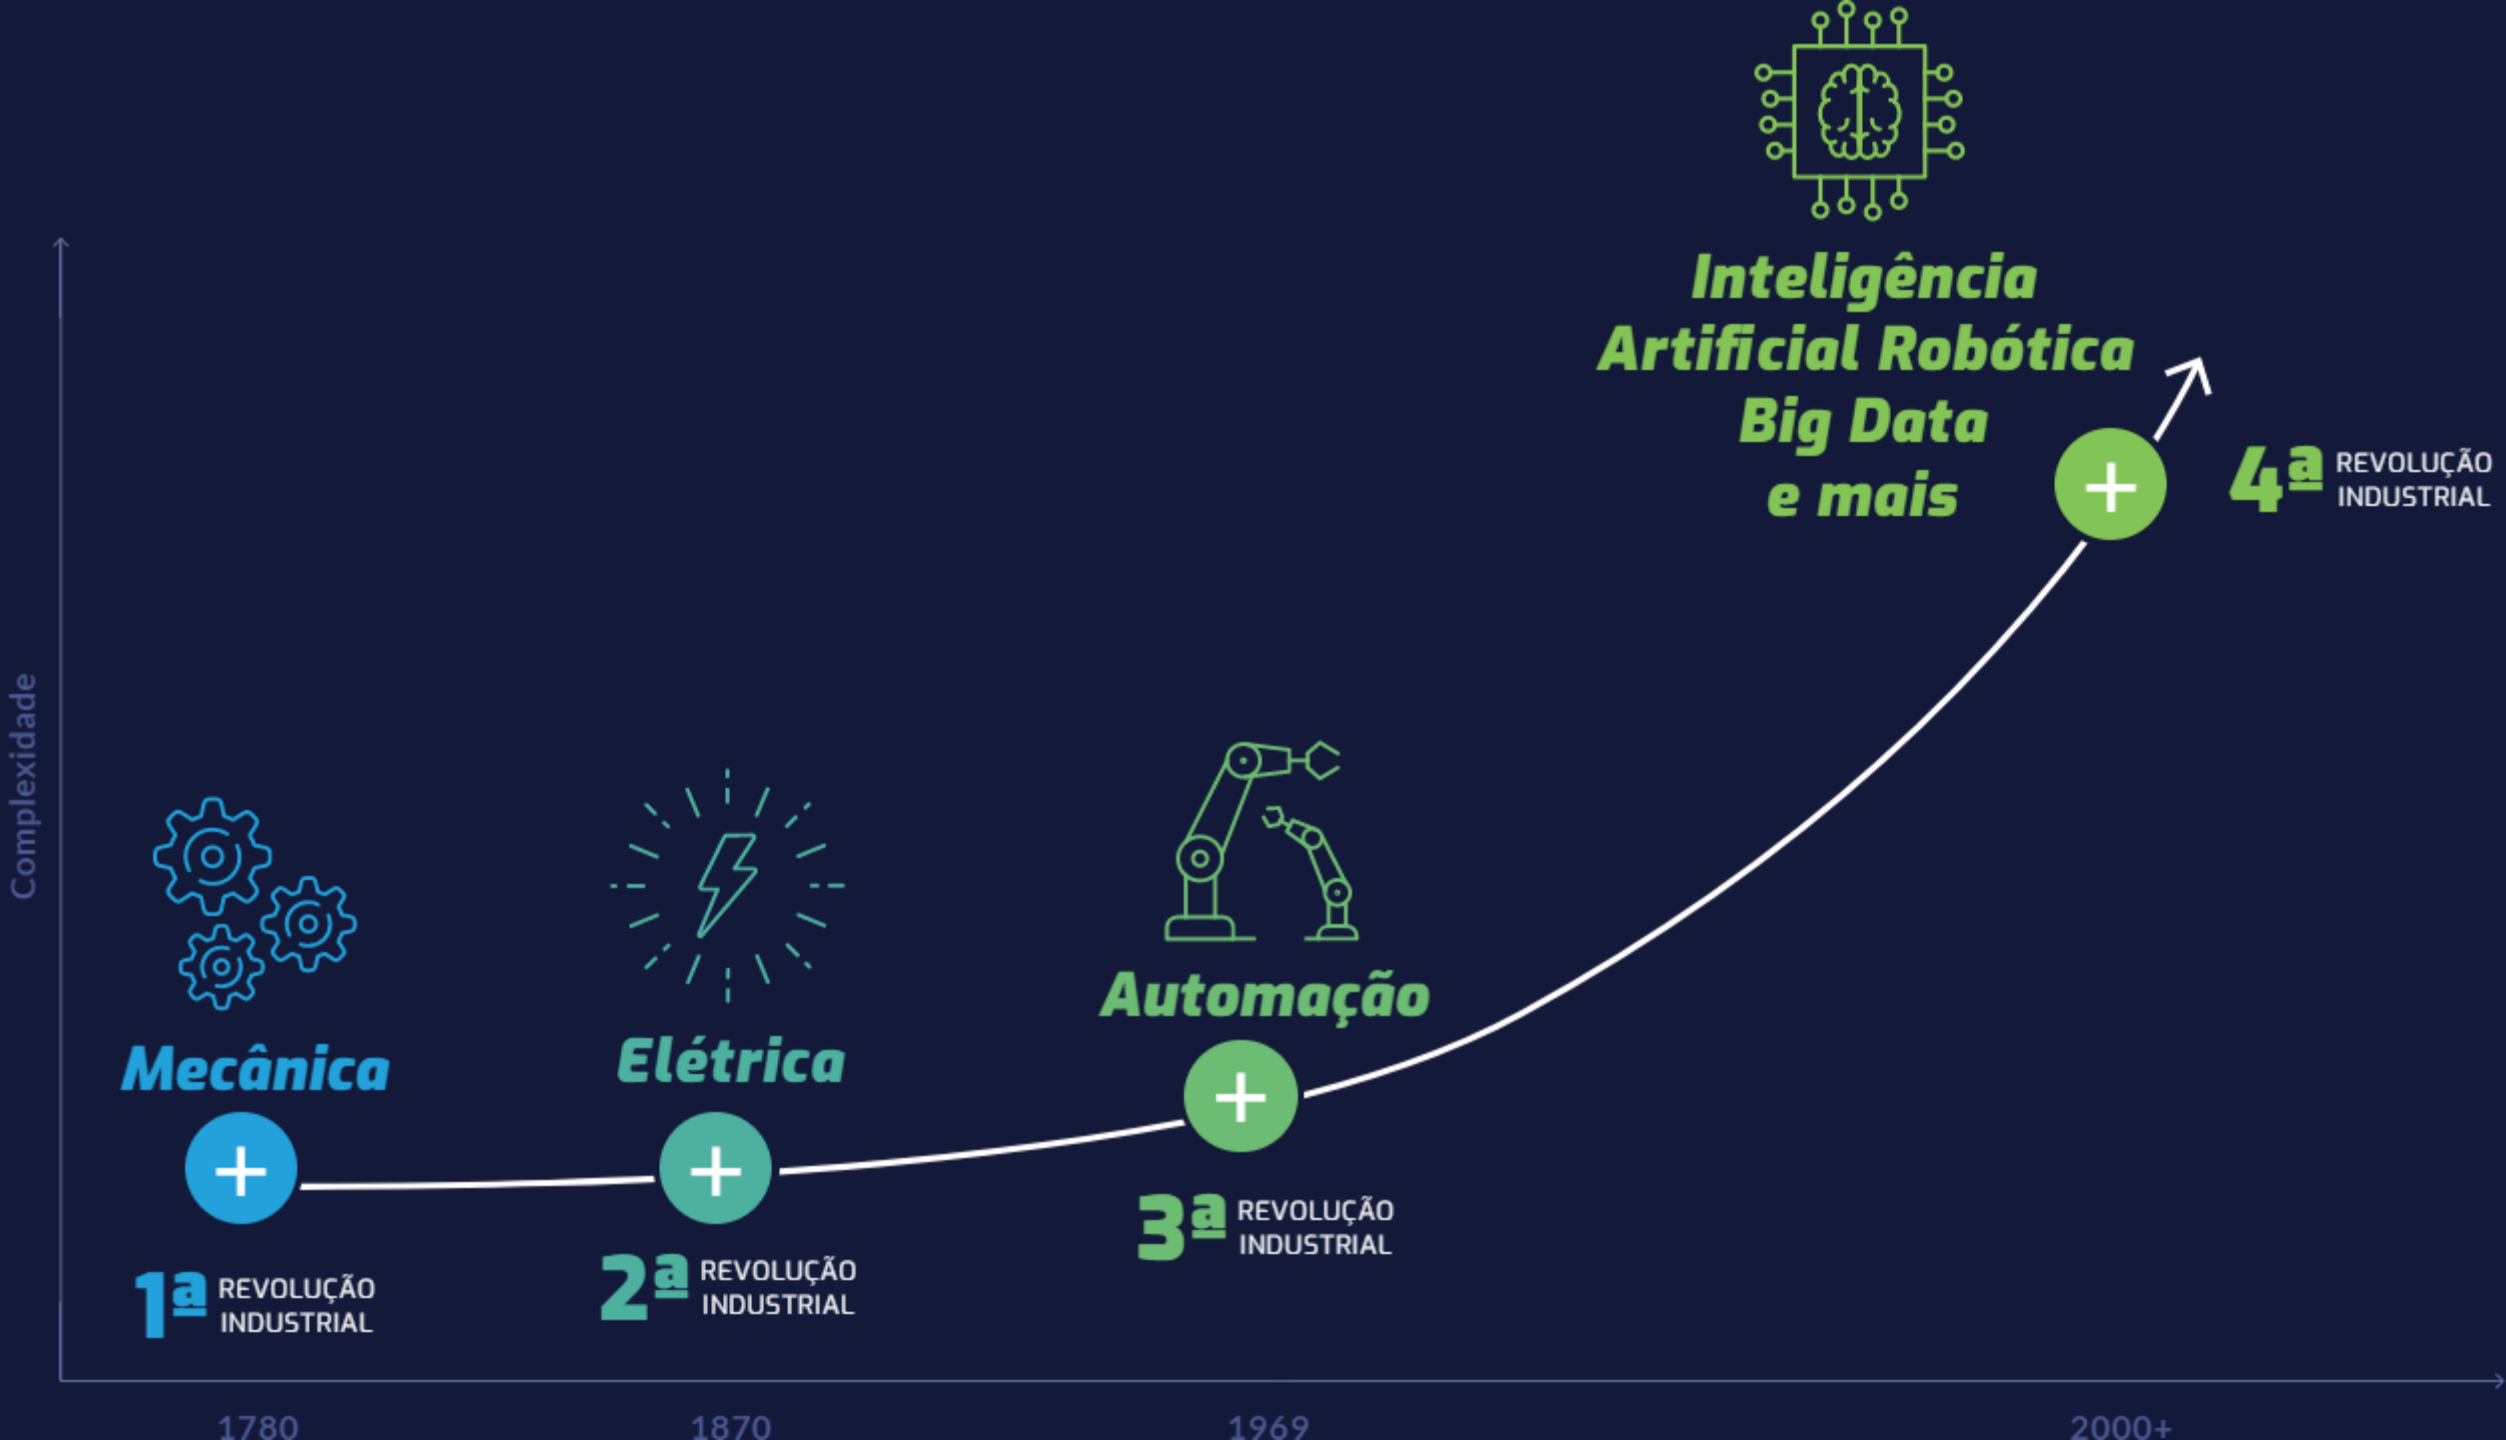 Inteligência
Artificial Robótica
Big Data
e mais
4ª REVOLUÇÃO
INDUSTRIAL
Complexidade
Automação
3ª REVOLUÇÃO
INDUSTRIAL
Elétrica
2ª REVOLUÇÃO
INDUSTRIAL
Mecânica
1ª REVOLUÇÃO
INDUSTRIAL
1780
1870
1969
2000+